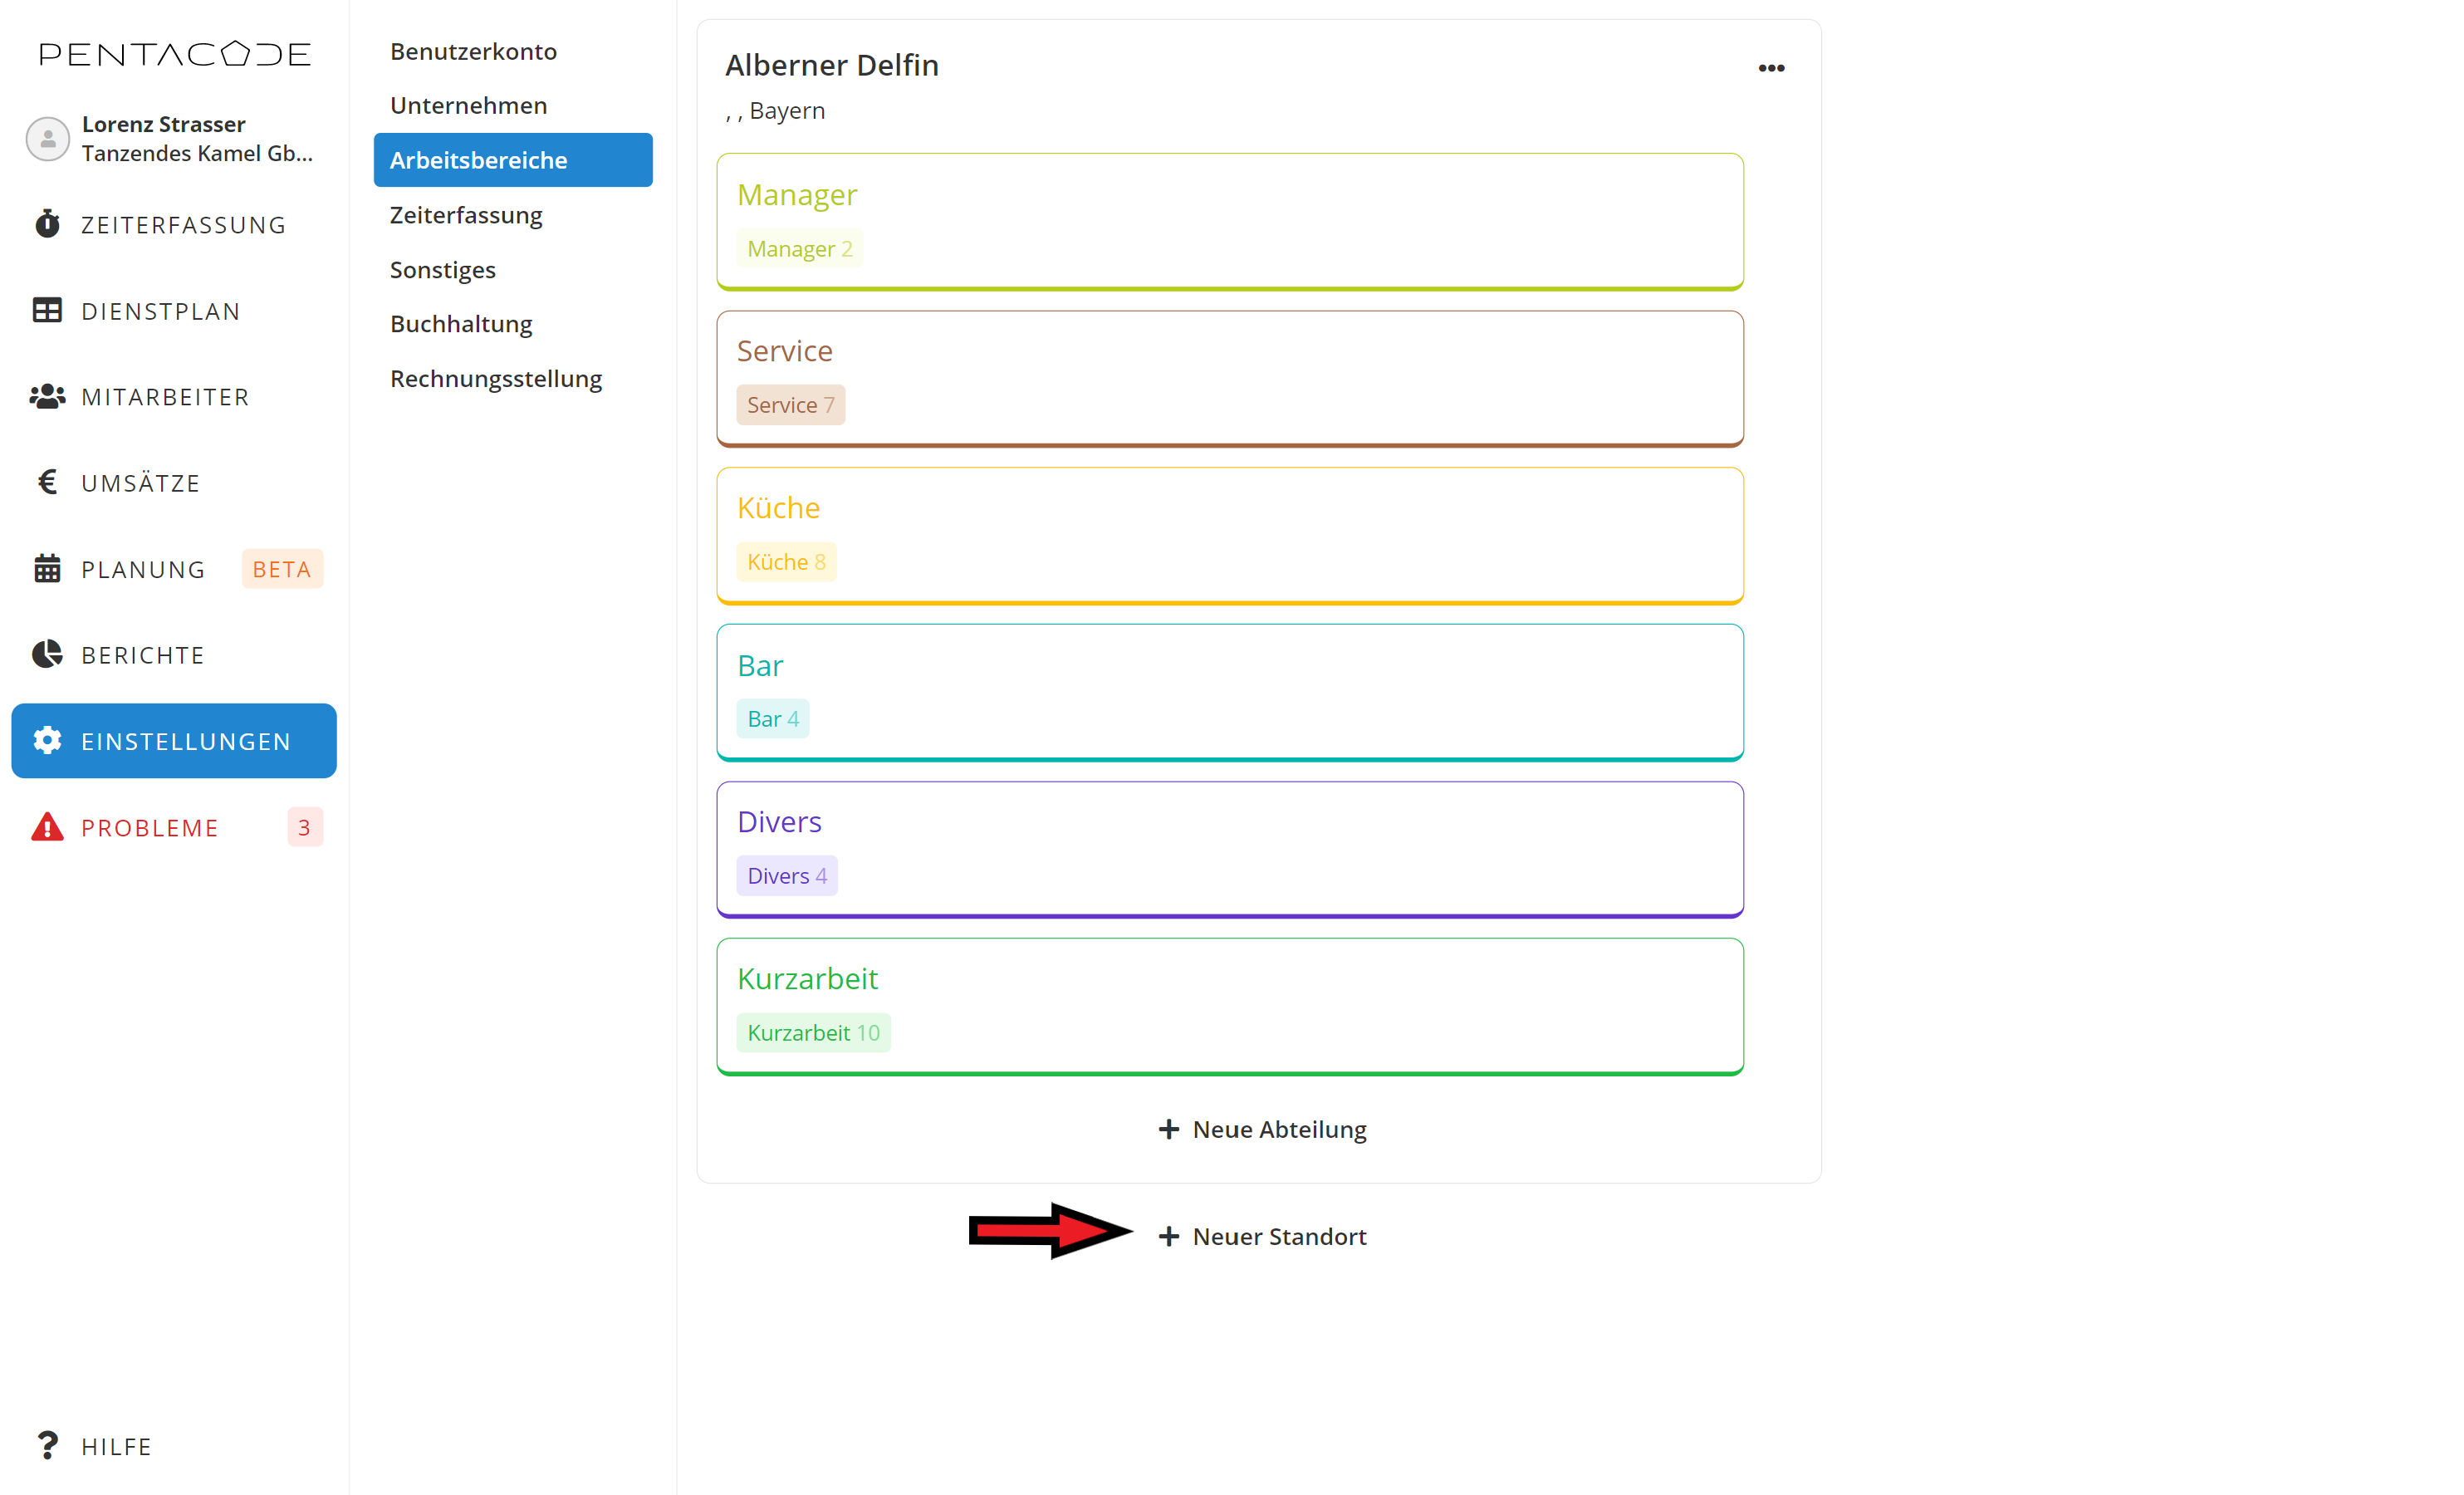 PENTACODE
Lorenz Strasser
Tanzendes Kamel Gb...
ZEITERFASSUNG
DIENSTPLAN
MITARBEITER
UMSÄTZE
PLANUNG BETA
BERICHTE
EINSTELLUNGEN
PROBLEME 3
HILFE
Benutzerkonto
Unternehmen
Arbeitsbereiche
Zeiterfassung
Sonstiges
Buchhaltung
Rechnungsstellung
Alberner Delfin
, , Bayern
Manager
Manager 2
Service
Service 7
Küche
Küche 8
Bar
Bar 4
Divers
Divers 4
Kurzarbeit
Kurzarbeit 10
Neue Abteilung
Neuer Standort